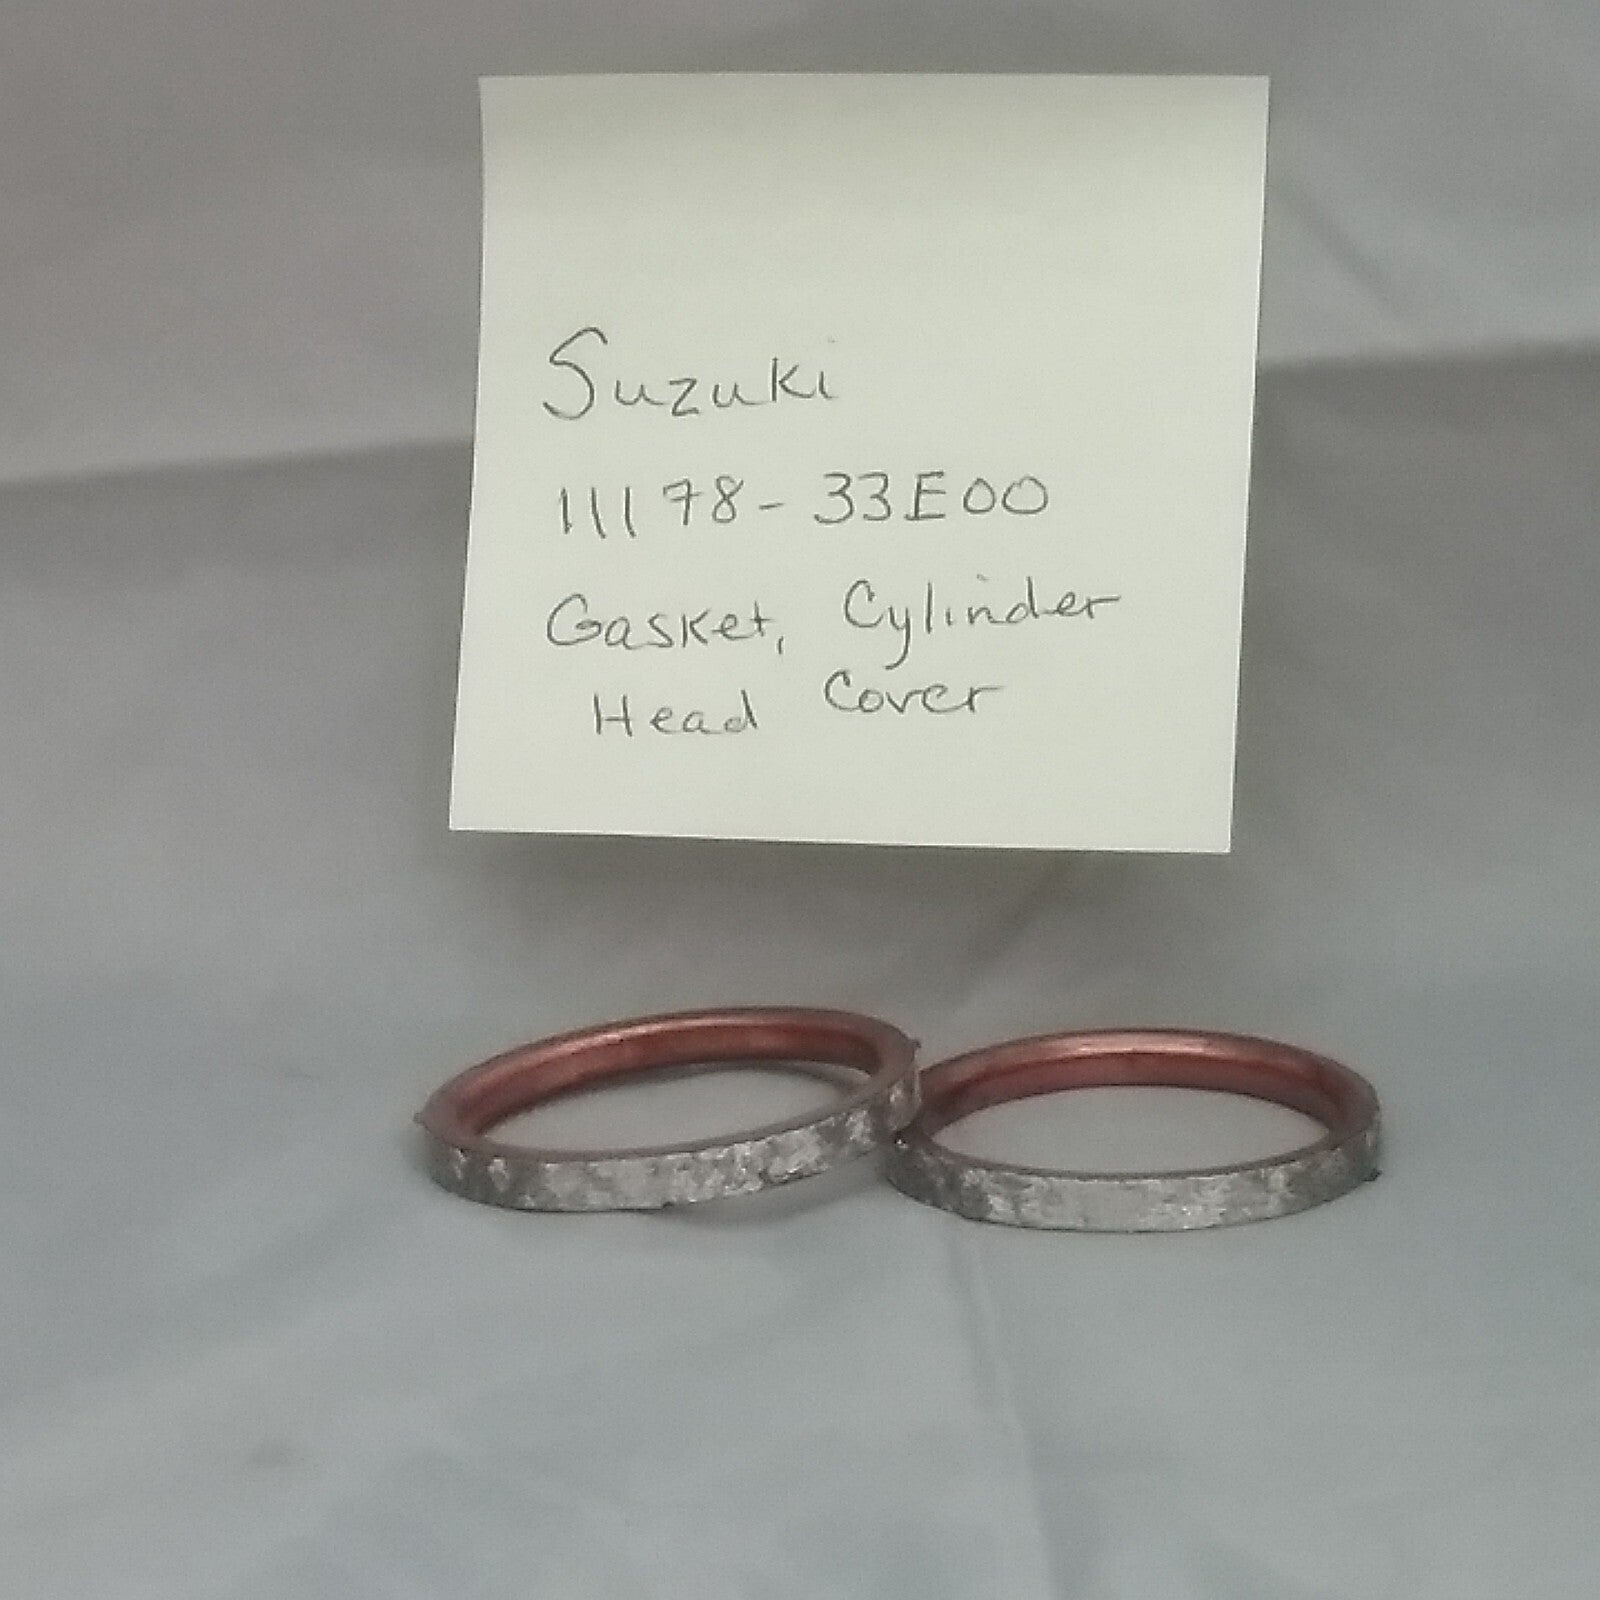 Suzuki
11178-33E00
Gasket, Cylinder
Head Cover